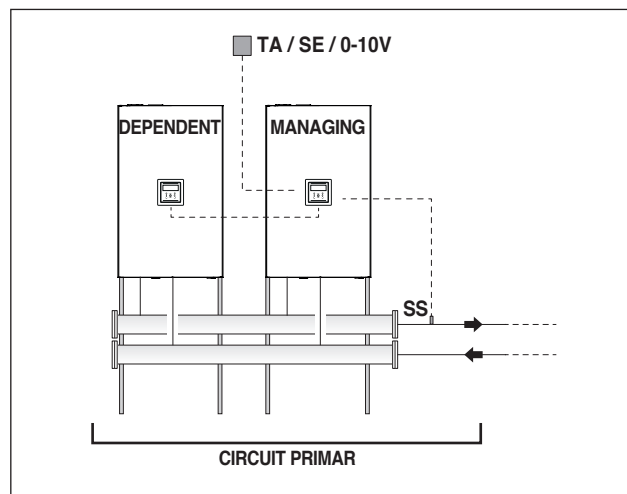 TA / SE / 0-10V
DEPENDENT
MANAGING
SS
CIRCUIT PRIMAR